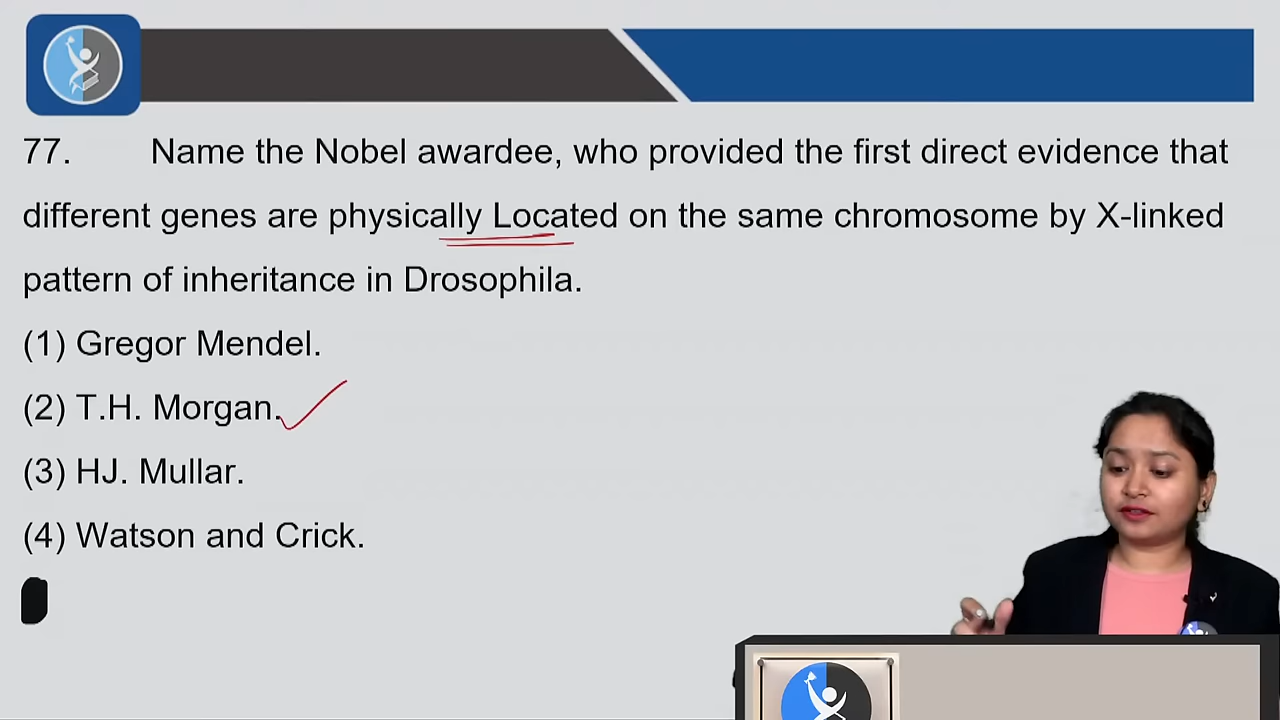 77. Name the Nobel awardee, who provided the first direct evidence that
different genes are physically Located on the same chromosome by X-linked
pattern of inheritance in Drosophila.
(1) Gregor Mendel.
(2) T.H. Morgan.
(3) HJ. Mullar.
(4) Watson and Crick.